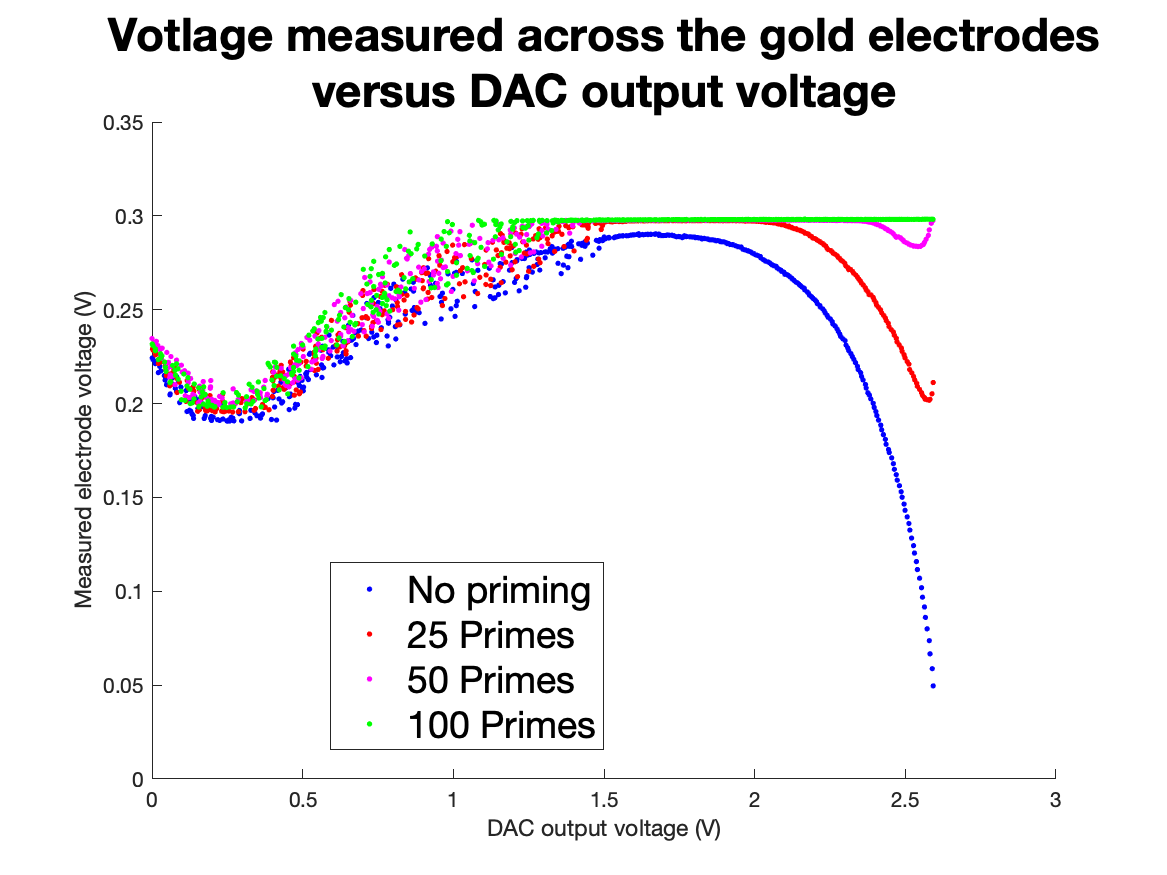 Votlage measured across the gold electrodes
versus DAC output voltage
0.35
0.3
0.25
0.2
0.15
0.1
0.05
0
Measured electrode voltage (V)
No priming
25 Primes
50 Primes
100 Primes
0
0.5
1
1.5
2
2.5
3
DAC output voltage (V)